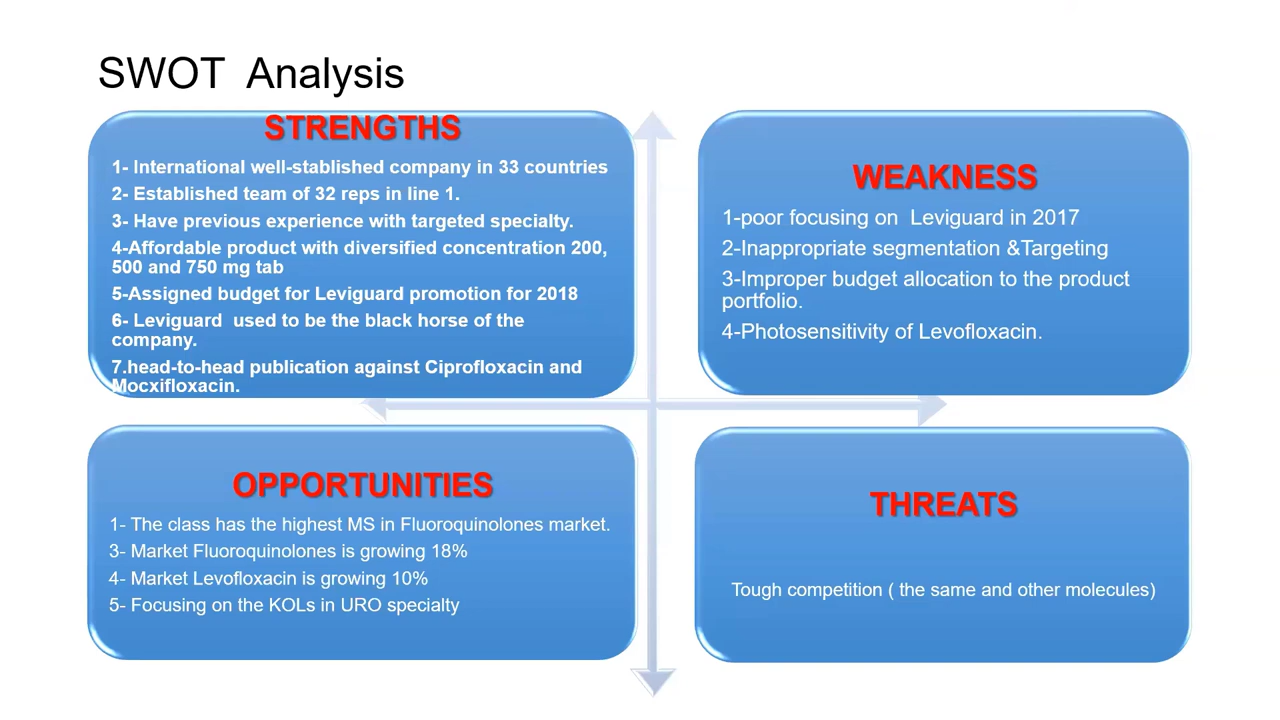 SWOT Analysis
STRENGTHS
1- International well-stablished company in 33 countries
2- Established team of 32 reps in line 1.
3- Have previous experience with targeted specialty.
4-Affordable product with diversified concentration 200,
500 and 750 mg tab
5-Assigned budget for Leviguard promotion for 2018
6- Leviguard used to be the black horse of the
company.
7.head-to-head publication against Ciprofloxacin and
Mocxifloxacin.
WEAKNESS
1-poor focusing on Leviguard in 2017
2-Inappropriate segmentation &Targeting
3-Improper budget allocation to the product
portfolio.
4-Photosensitivity of Levofloxacin.
OPPORTUNITIES
1- The class has the highest MS in Fluoroquinolones market.
3- Market Fluoroquinolones is growing 18%
4- Market Levofloxacin is growing 10%
5- Focusing on the KOLs in URO specialty
THREATS
Tough competition ( the same and other molecules)